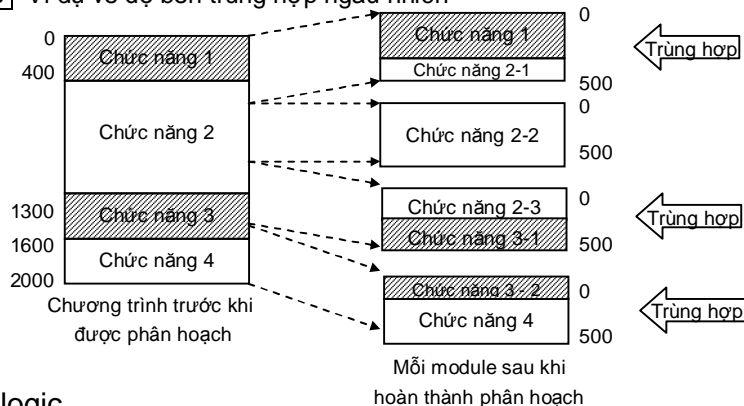 Ví dụ về độ bền trùng hợp ngẫu nhiên
0
400
1300
1600
2000
Chức năng 1
Chức năng 2
Chức năng 3
Chức năng 4
Chương trình trước khi
được phân hoạch
Chức năng 1
Chức năng 2-1
0
500
Trùng hợp
Chức năng 2-2
0
500
Chức năng 2-3
Chức năng 3-1
0
500
Trùng hợp
Chức năng 3 - 2
Chức năng 4
0
500
Trùng hợp
Mỗi module sau khi
hoàn thành phân hoạch
logic